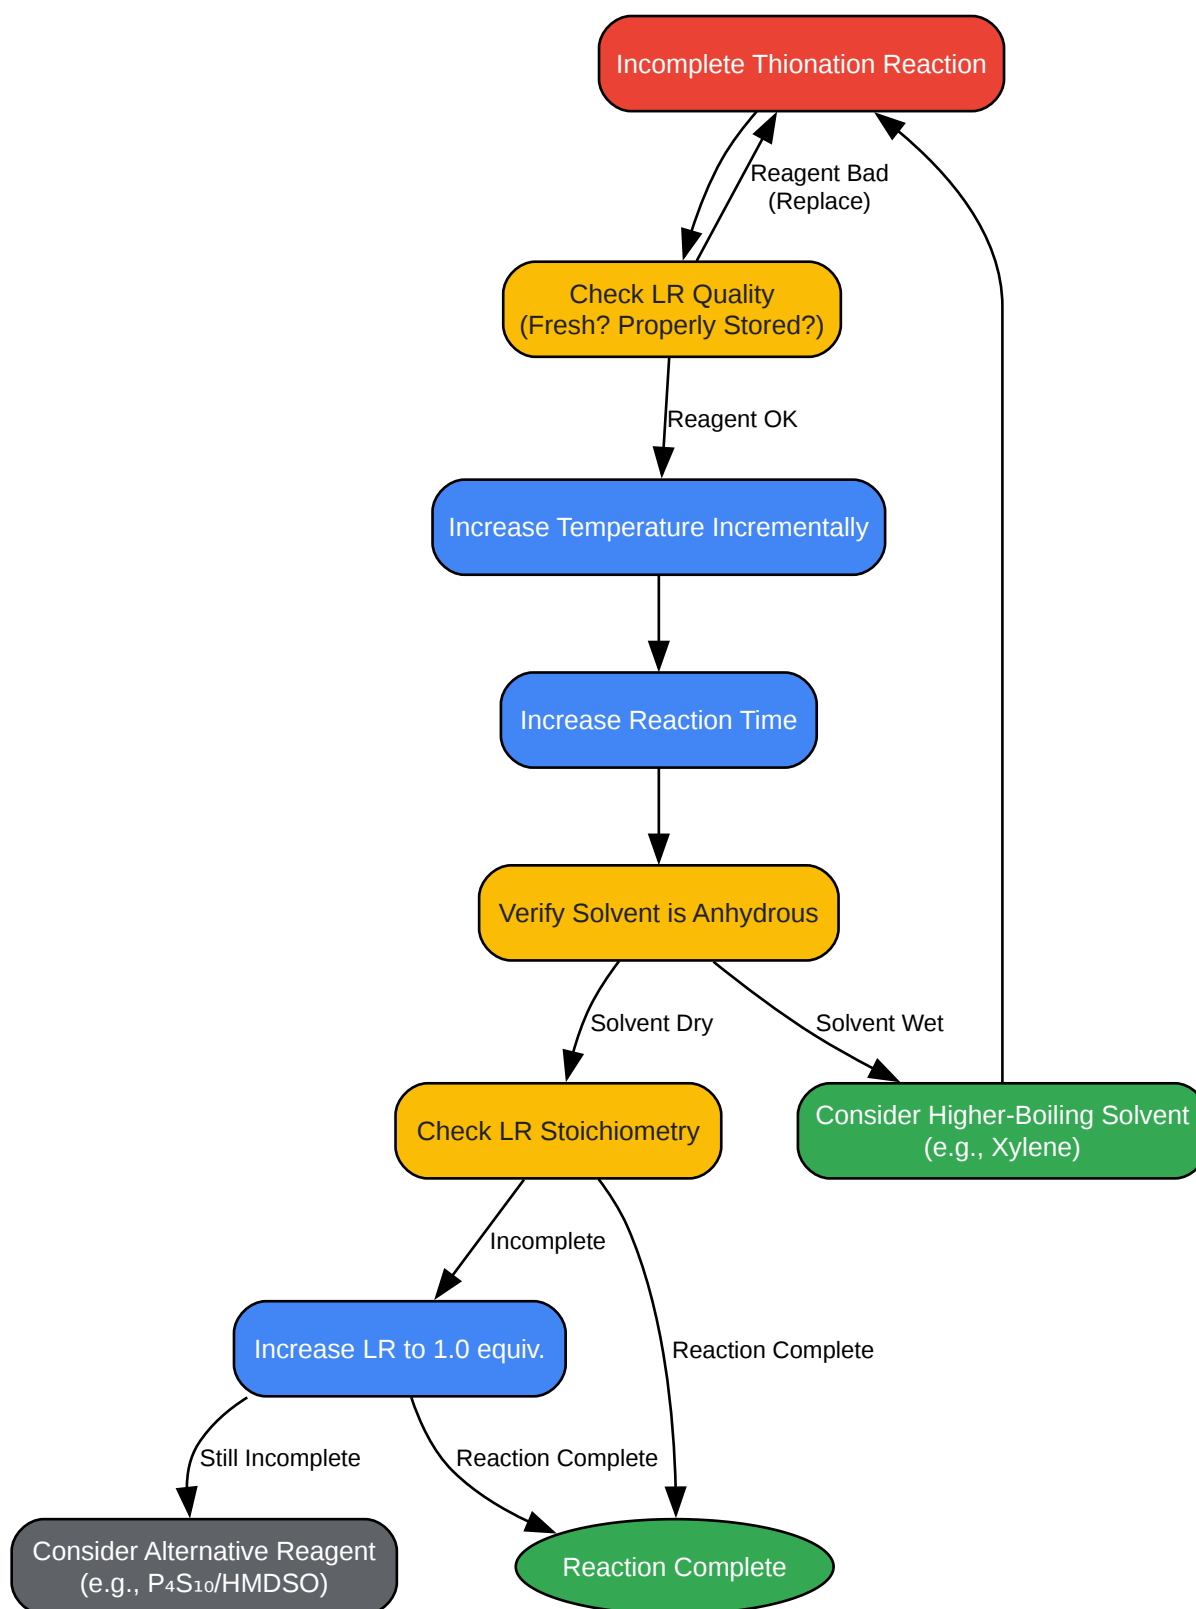 Incomplete Thionation Reaction
Reagent Bad
(Replace)
Check LR Quality
(Fresh? Properly Stored?)
Reagent OK
Increase Temperature Incrementally
Increase Reaction Time
Verify Solvent is Anhydrous
Solvent Dry
Solvent Wet
Check LR Stoichiometry
Consider Higher-Boiling Solvent
(e.g., Xylene)
Incomplete
Increase LR to 1.0 equiv.
Reaction Complete
Still Incomplete
Reaction Complete
Consider Alternative Reagent
(e.g., P₄S₁₀/HMDSO)
Reaction Complete